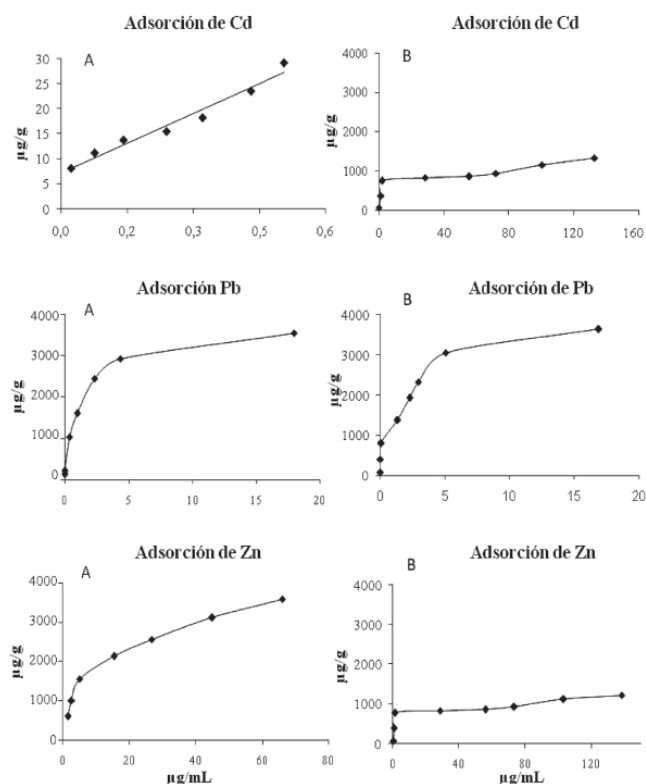 Adsorción de Cd
A
30
25
20
15
10
5
0
µg/g
0,0 0,2 0,3 0,5 0,6
Adsorción de Cd
B
4000
3000
2000
1000
0
µg/g
0 40 80 120 160
Adsorción Pb
A
4000
3000
2000
1000
0
µg/g
0 5 10 15 20
Adsorción de Pb
B
4000
3000
2000
1000
0
µg/g
0 5 10 15 20
Adsorción de Zn
A
4000
3000
2000
1000
0
µg/g
0 20 40 60 80
µg/mL
Adsorción de Zn
B
4000
3000
2000
1000
0
µg/g
0 40 80 130
µg/mL